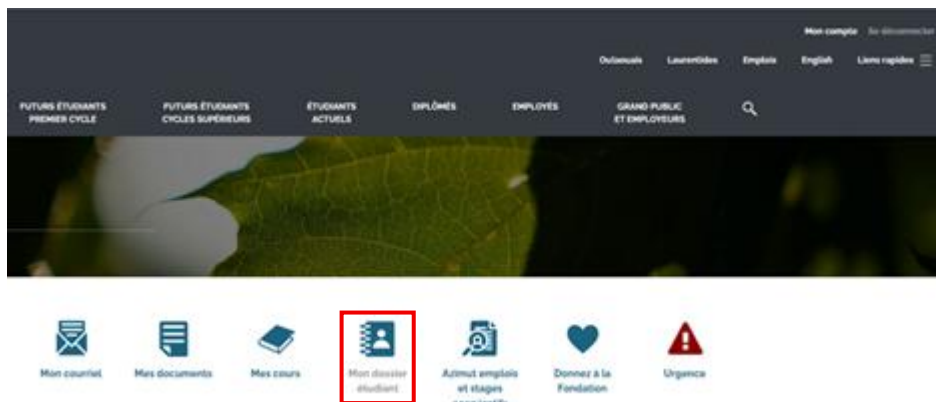 Mon compte Se déconnecter
Outaouais Laurentides Emplois English Liens rapides
FUTURS ÉTUDIANTS
PREMIER CYCLE
FUTURS ÉTUDIANTS
CYCLES SUPÉRIEURS
ÉTUDIANTS
ACTUELS
DIPLÔMÉS
EMPLOYÉS
GRAND PUBLIC
ET EMPLOYEURS
Mon courriel
Mes documents
Mes cours
Mon dossier
étudiant
Azimut emplois
et stages
Donnez à la
Fondation
Urgence